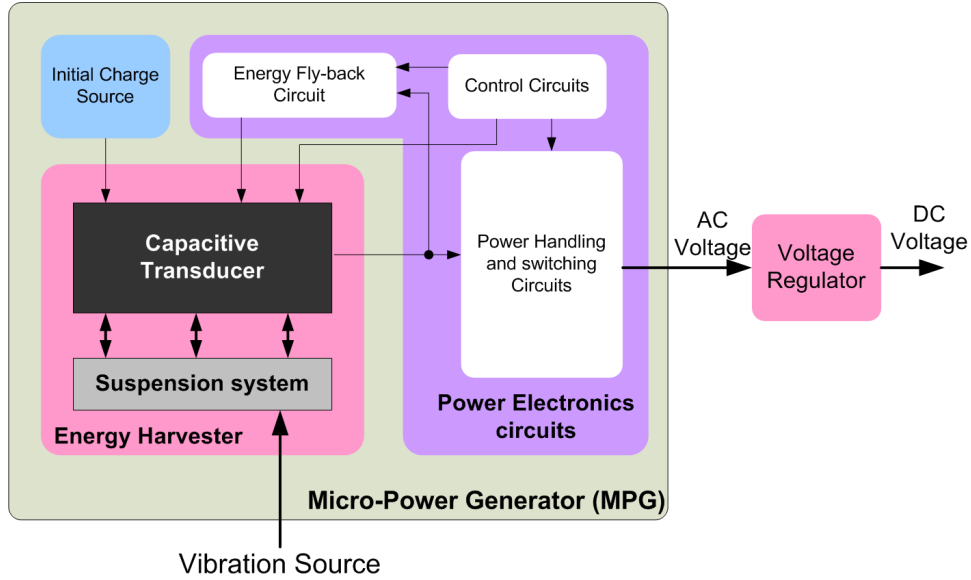 Initial Charge
Source
Energy Fly-back
Circuit
Control Circuits
Capacitive
Transducer
Power Handling
and switching
Circuits
AC
Voltage
Voltage
Regulator
DC
Voltage
Suspension system
Energy Harvester
Power Electronics
circuits
Micro-Power Generator (MPG)
Vibration Source